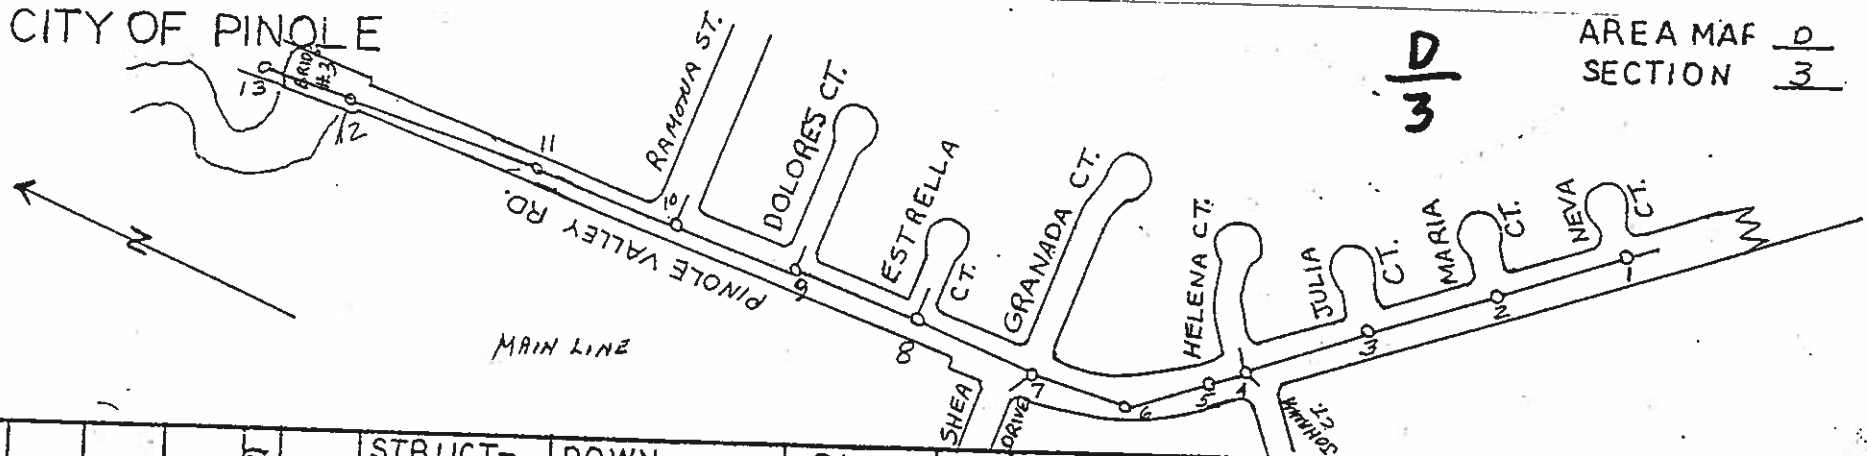 CITY OF PINOLE
AREA MAP D
SECTION 3
D
3
13
BRIDGE
#3
12
11
RAMONA ST.
10
DOLORES CT.
9
ESTRELLA
CT.
8
GRANADA CT.
7
6
HELENA CT.
5
4
JULIA
CT.
3
MARIA
CT.
2
NEVA
CT.
1
PINOLE VALLEY RD.
N
MAIN LINE
SHEA
DRIVE
JOHANNA
CT.
STRUCT-
DOWN